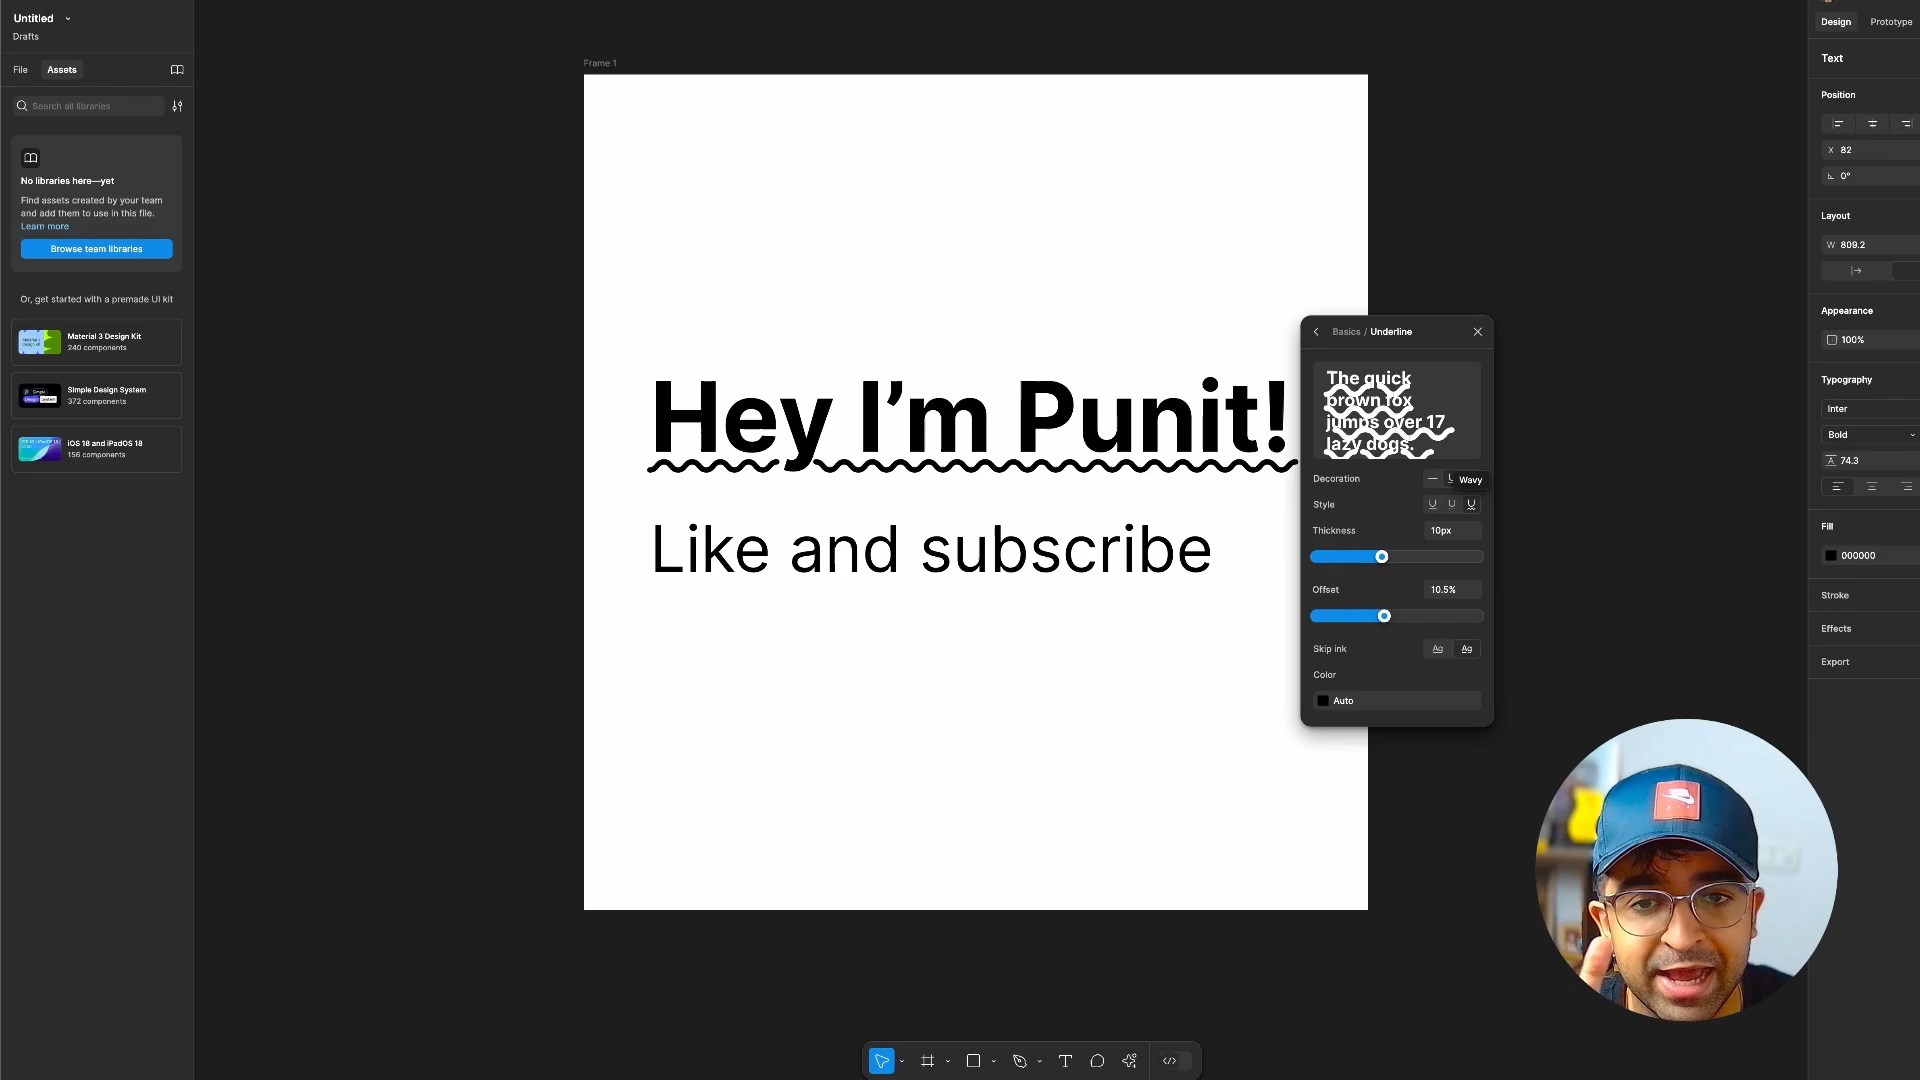 Untitled
Drafts
File
Assets
Search all libraries
No libraries here—yet
Find assets created by your team
and add them to use in this file.
Learn more
Browse team libraries
Or, get started with a premade UI kit
Material 3 Design Kit
240 components
Simple Design System
372 components
iOS 18 and iPadOS 18
156 components
Frame 1
Hey I’m Punit!
Like and subscribe
Basics / Underline
The quick
brown fox
jumps over 17
lazy dogs.
Decoration
Wavy
Style
Thickness
10px
Offset
10.5%
Skip ink
Ag
Ag
Color
Auto
Design
Prototype
Text
Position
X 82
0°
Layout
W 809.2
Appearance
100%
Typography
Inter
Bold
74.3
Fill
000000
Stroke
Effects
Export